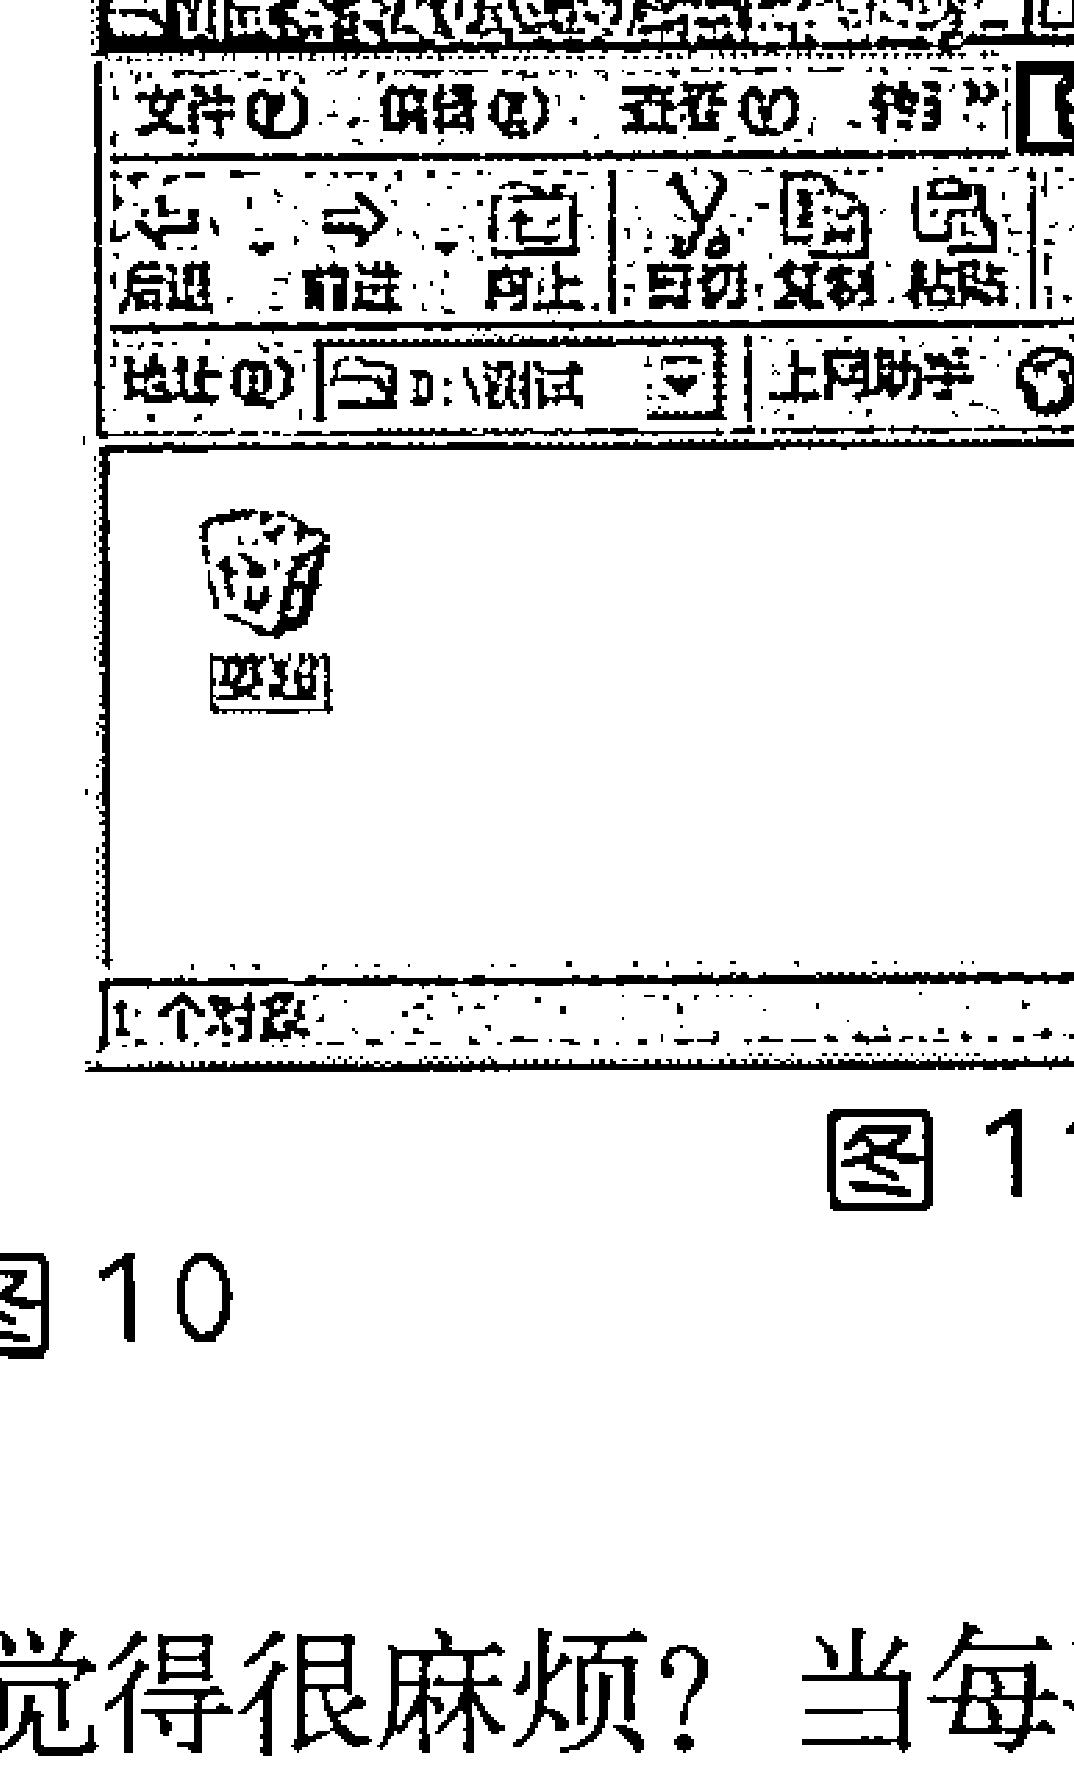 文件(F) 编辑(E) 查看(V) 转到 »
后退 前进 向上 剪切 复制 粘贴
地址(D) D:\测试 上网助手
1 个对象
图 1
图 10
觉得很麻烦? 当每